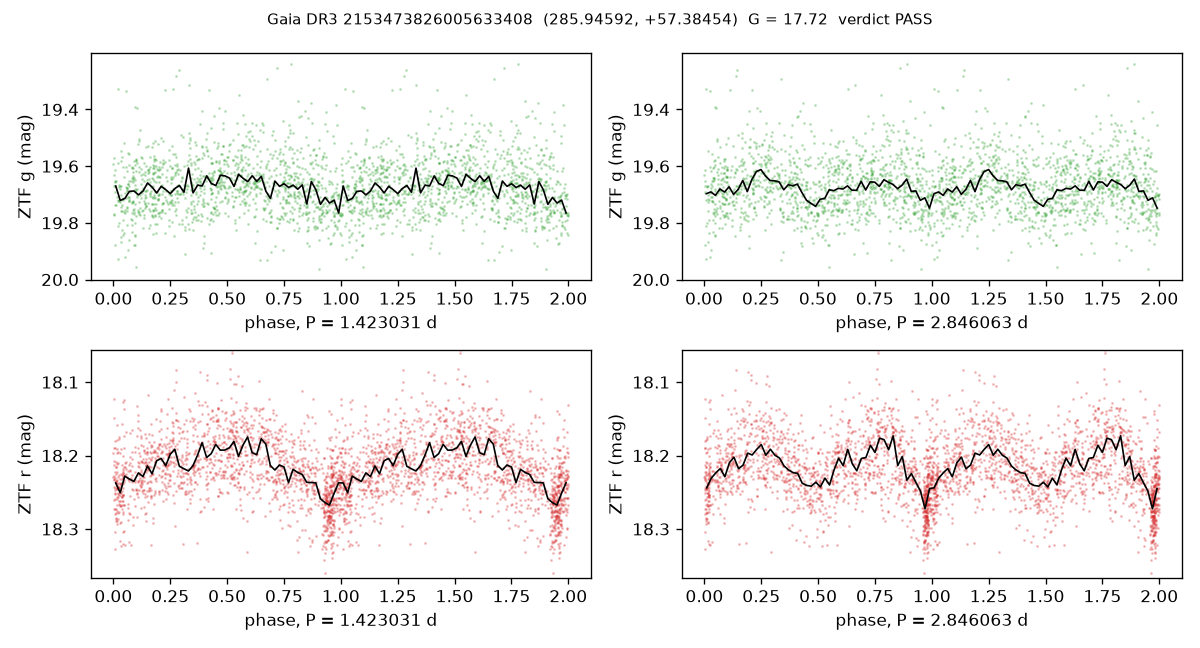 Gaia DR3 2153473826005633408  (285.94592, +57.38454)  G = 17.72  verdict PASS
ZTF g (mag)
19.4
19.6
19.8
20.0
0.00 0.25 0.50 0.75 1.00 1.25 1.50 1.75 2.00
phase, P = 1.423031 d
ZTF g (mag)
19.4
19.6
19.8
20.0
0.00 0.25 0.50 0.75 1.00 1.25 1.50 1.75 2.00
phase, P = 2.846063 d
ZTF r (mag)
18.1
18.2
18.3
0.00 0.25 0.50 0.75 1.00 1.25 1.50 1.75 2.00
phase, P = 1.423031 d
ZTF r (mag)
18.1
18.2
18.3
0.00 0.25 0.50 0.75 1.00 1.25 1.50 1.75 2.00
phase, P = 2.846063 d